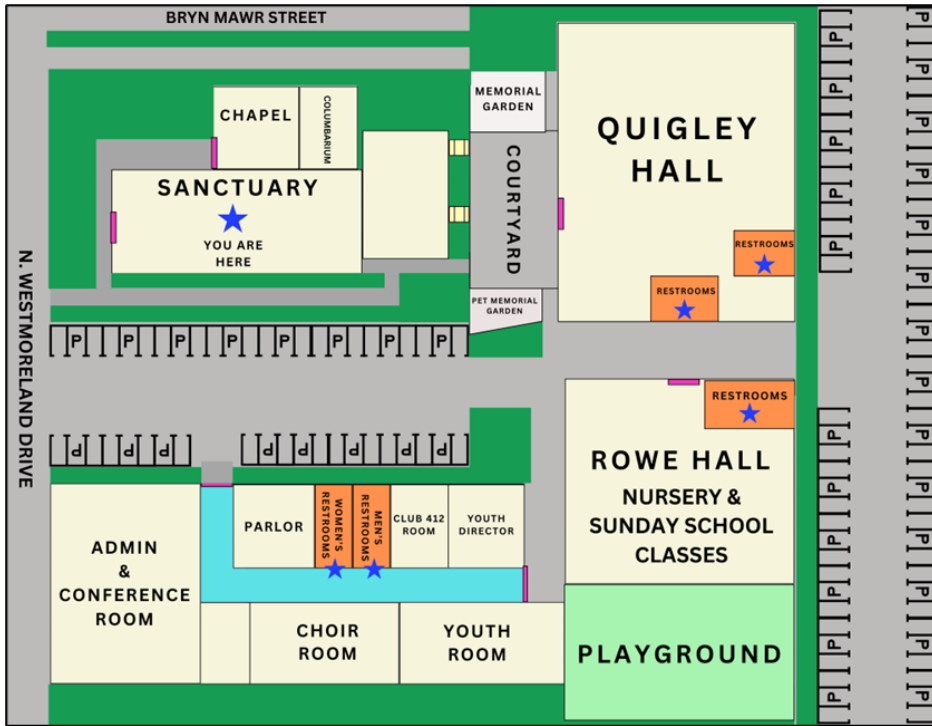 BRYN MAWR STREET
N. WESTMORELAND DRIVE
CHAPEL
COLUMBARIUM
SANCTUARY
YOU ARE
HERE
MEMORIAL
GARDEN
COURTYARD
PET MEMORIAL
GARDEN
QUIGLEY
HALL
RESTROOMS
RESTROOMS
P P P P P P P P
P P P P P P P
RESTROOMS
ROWE HALL
NURSERY &
SUNDAY SCHOOL
CLASSES
PLAYGROUND
ADMIN
&
CONFERENCE
ROOM
PARLOR
WOMEN'S
RESTROOMS
MEN'S
RESTROOMS
CLUB 412
ROOM
YOUTH
DIRECTOR
CHOIR
ROOM
YOUTH
ROOM
P P P P P
P P P P P P
P P P P P P P P P P P P P P